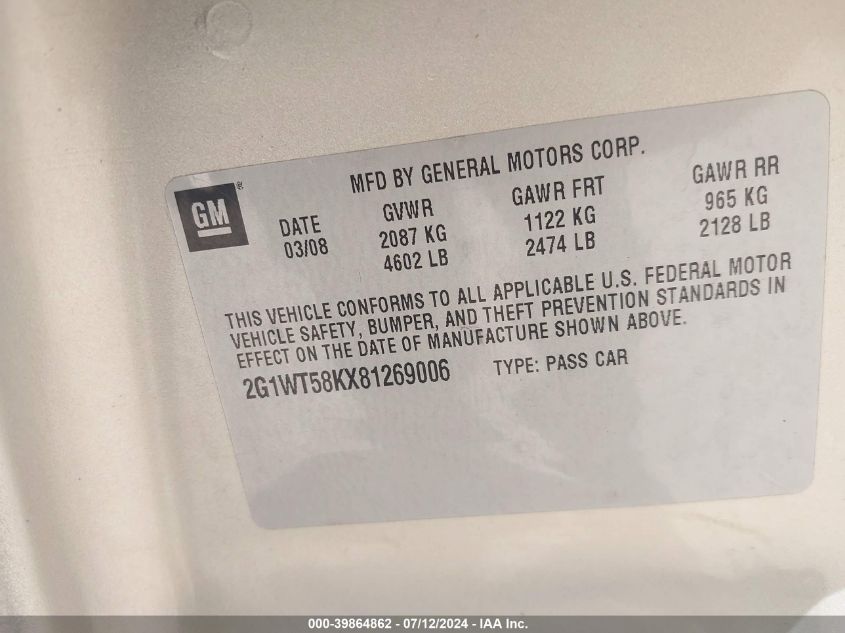 MFD BY GENERAL MOTORS CORP.
GM®
DATE GVWR GAWR FRT GAWR RR
03/08 2087 KG 1122 KG 965 KG
4602 LB 2474 LB 2128 LB
THIS VEHICLE CONFORMS TO ALL APPLICABLE U.S. FEDERAL MOTOR
VEHICLE SAFETY, BUMPER, AND THEFT PREVENTION STANDARDS IN
EFFECT ON THE DATE OF MANUFACTURE SHOWN ABOVE.
2G1WT58KX81269006 TYPE: PASS CAR
000-39864862 - 07/12/2024 - IAA Inc.